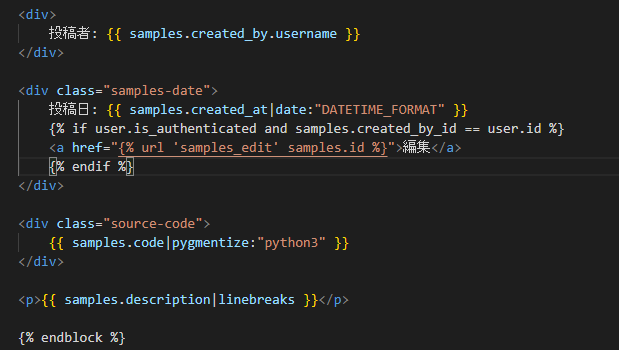 <div>
投稿者: {{ samples.created_by.username }}
</div>
<div class="samples-date">
投稿日: {{ samples.created_at|date:"DATETIME_FORMAT" }}
{% if user.is_authenticated and samples.created_by_id == user.id %}
<a href="{% url 'samples_edit' samples.id %}">編集</a>
{% endif %}
</div>
<div class="source-code">
{{ samples.code|pygmentize:"python3" }}
</div>
<p>{{ samples.description|linebreaks }}</p>
{% endblock %}